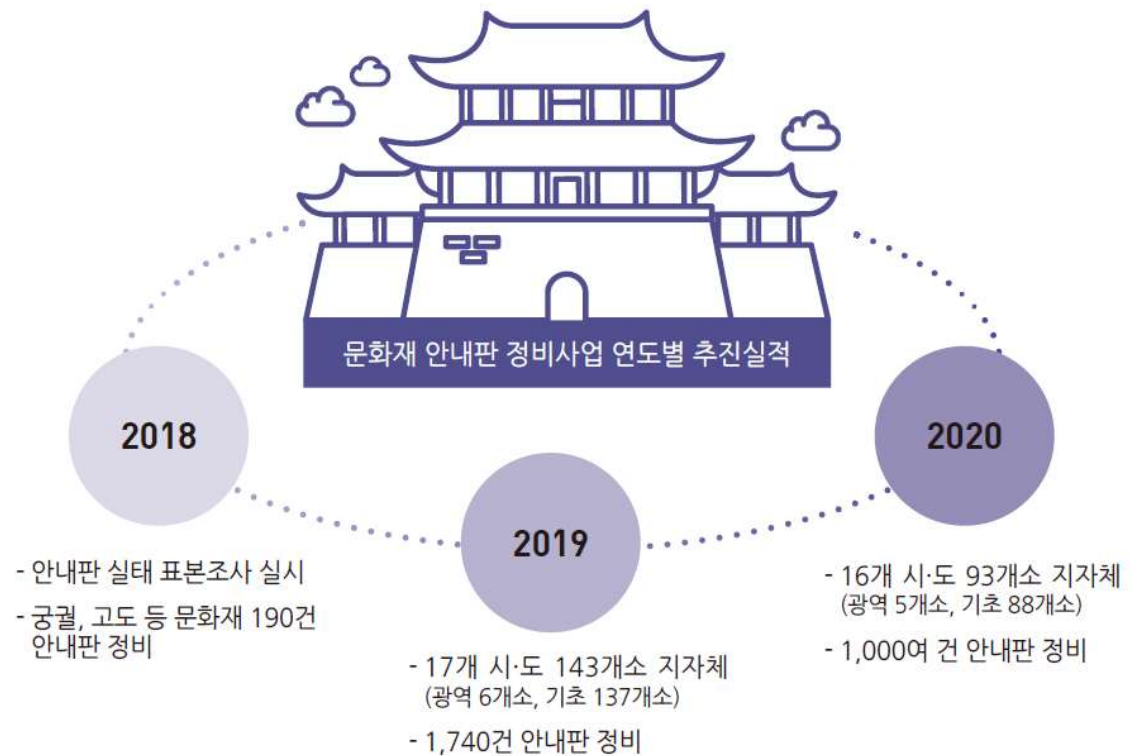 문화재 안내판 정비사업 연도별 추진실적
2018
- 안내판 실태 표본조사 실시
- 궁궐, 고도 등 문화재 190건
안내판 정비
2019
- 17개 시·도 143개소 지자체
(광역 6개소, 기초 137개소)
- 1,740건 안내판 정비
2020
- 16개 시·도 93개소 지자체
(광역 5개소, 기초 88개소)
- 1,000여 건 안내판 정비